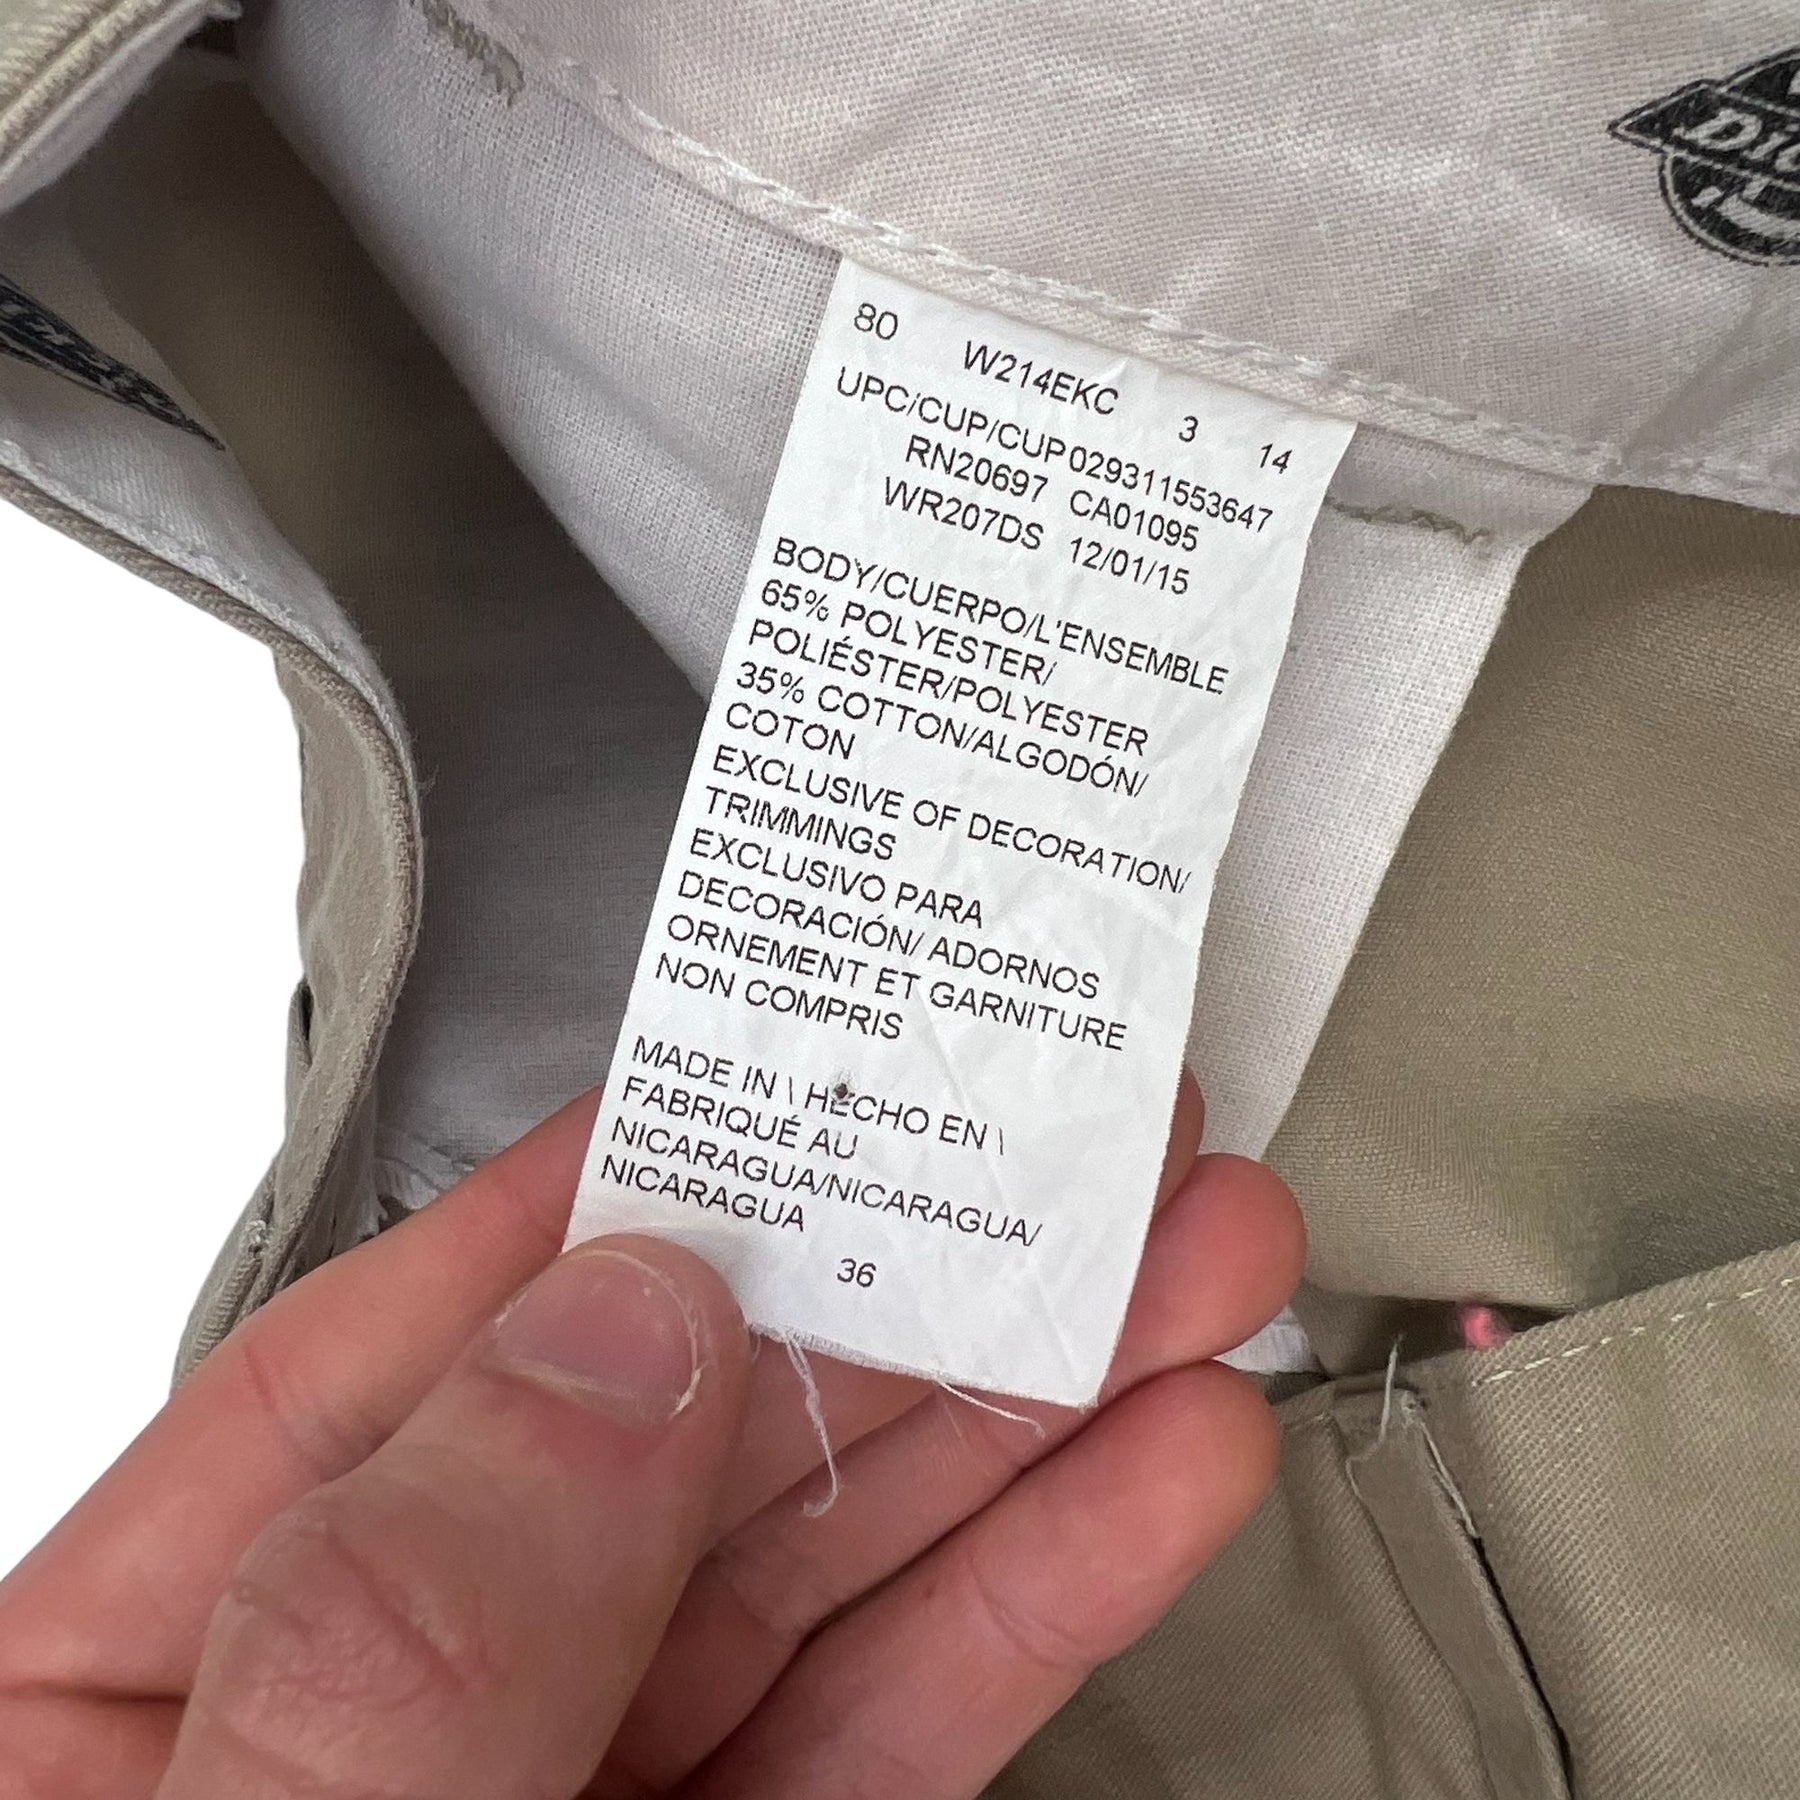 80 W214EKC 3 14
UPC/CUP/CUP029311553647
RN20697 CA01095
WR207DS 12/01/15
BODY/CUERPO/L'ENSEMBLE
65% POLYESTER/
POLIÉSTER/POLYESTER
35% COTTON/ALGODÓN/
COTON
EXCLUSIVE OF DECORATION/
TRIMMINGS
EXCLUSIVO PARA
DECORACIÓN/ ADORNOS
ORNEMENT ET GARNITURE
NON COMPRIS
MADE IN \ HECHO EN \
FABRIQUÉ AU
NICARAGUA/NICARAGUA/
NICARAGUA
36